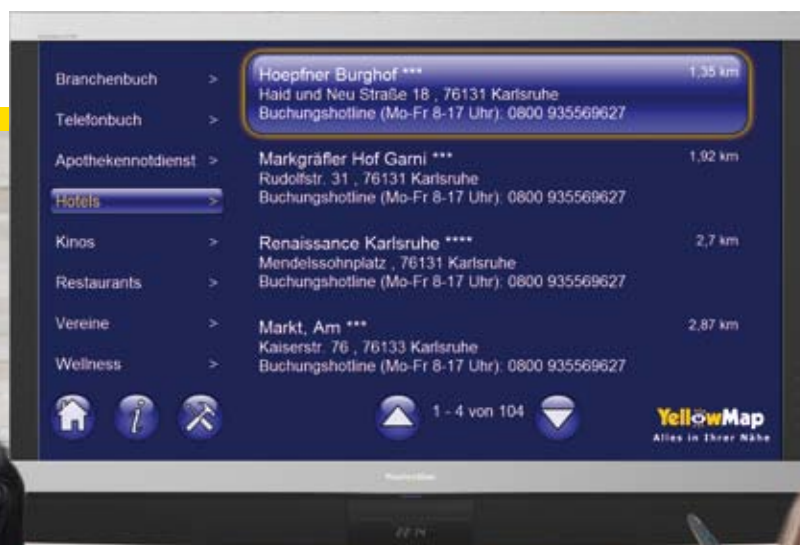 Branchenbuch >
Telefonbuch >
Apothekennotdienst >
Hotels >
Kinos >
Restaurants >
Vereine >
Wellness >
Hoepfner Burghof *** 1,35 km
Haid und Neu Straße 18 , 76131 Karlsruhe
Buchungshotline (Mo-Fr 8-17 Uhr): 0800 935569627
Markgräfler Hof Garni *** 1,92 km
Rudolfstr. 31 , 76131 Karlsruhe
Buchungshotline (Mo-Fr 8-17 Uhr): 0800 935569627
Renaissance Karlsruhe **** 2,7 km
Mendelssohnplatz , 76131 Karlsruhe
Buchungshotline (Mo-Fr 8-17 Uhr): 0800 935569627
Markt, Am *** 2,87 km
Kaiserstr. 76 , 76133 Karlsruhe
Buchungshotline (Mo-Fr 8-17 Uhr): 0800 935569627
i
1 - 4 von 104
YellowMap
Alles in Ihrer Nähe
22:14